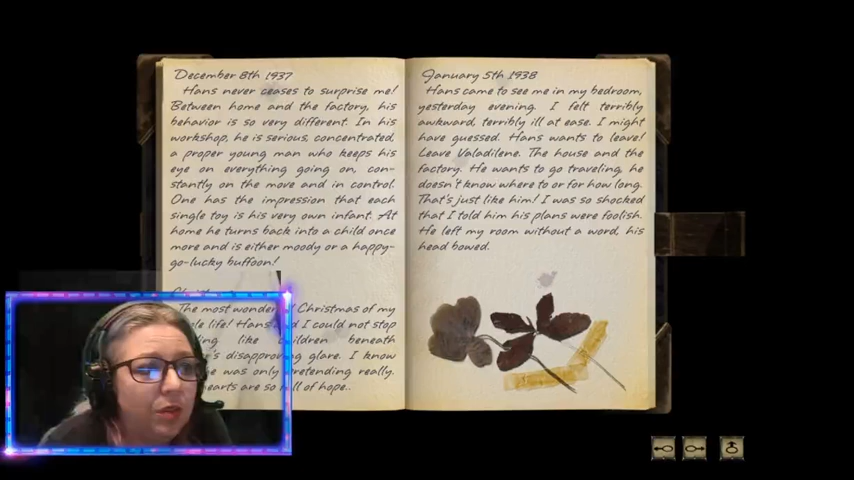 December 8th 1937
Hans never ceases to surprise me!
Between home and the factory, his
behavior is so very different. In his
workshop, he is serious, concentrated,
a proper young man who keeps his
eye on everything going on, con-
stantly on the move and in control.
One has the impression that each
single toy is his very own infant. At
home he turns back into a child once
more and is either moody or a happy-
go-lucky buffoon!
The most Christmas of my
life! Hans I could not stop
like children beneath
disapproving glare. I know
was only really.
hearts are so of hope..
January 5th 1938
Hans came to see me in my bedroom,
yesterday evening. I felt terribly
awkward, terribly ill at ease. I might
have guessed. Hans wants to leave!
Leave Valadilene. The house and the
factory. He wants to go traveling, he
doesn't know where to or for how long.
That's just like him! I was so shocked
that I told him his plans were foolish.
He left my room without a word, his
head bowed.